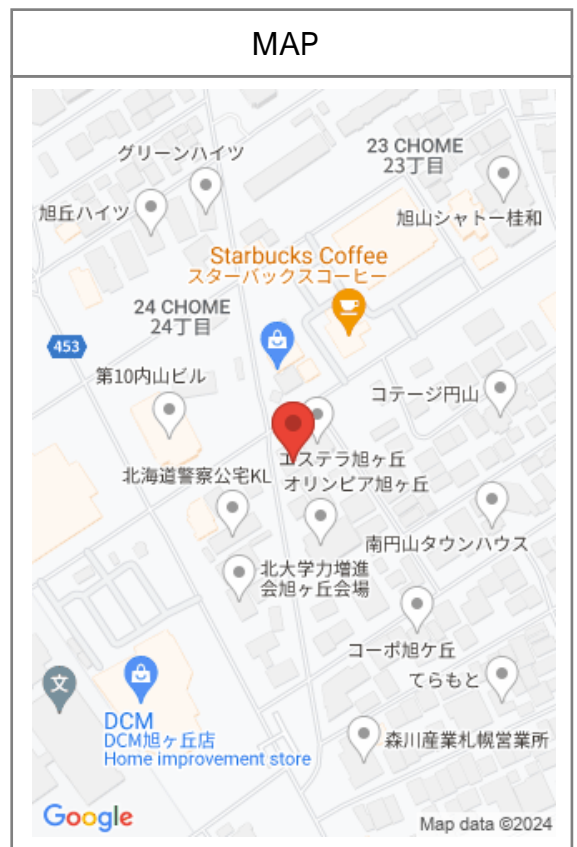 MAP
グリーンハイツ
23 CHOME
23丁目
旭丘ハイツ
旭山シャトー桂和
Starbucks Coffee
スターバックスコーヒー
24 CHOME
24丁目
453
第10内山ビル
コテージ円山
エステラ旭ヶ丘
北海道警察公宅KL
オリンピア旭ヶ丘
南円山タウンハウス
北大学力増進
会旭ヶ丘会場
コーポ旭ケ丘
てらもと
文
DCM
DCM旭ヶ丘店
Home improvement store
森川産業札幌営業所
Google
Map data ©2024